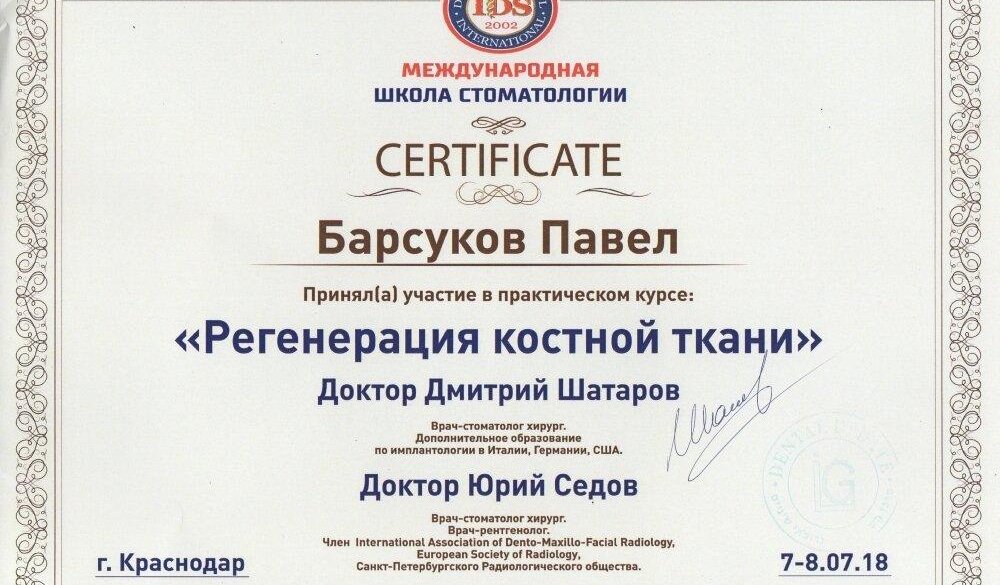 IDS
2002
INTERNATIONAL
МЕЖДУНАРОДНАЯ
ШКОЛА СТОМАТОЛОГИИ
CERTIFICATE
Барсуков Павел
Принял(а) участие в практическом курсе:
«Регенерация костной ткани»
Доктор Дмитрий Шатаров
Врач-стоматолог хирург.
Дополнительное образование
по имплантологии в Италии, Германии, США.
Доктор Юрий Седов
Врач-стоматолог хирург.
Врач-рентгенолог.
Член International Association of Dento-Maxillo-Facial Radiology,
European Society of Radiology,
Санкт-Петербургского Радиологического общества.
г. Краснодар
7-8.07.18
DENTAL